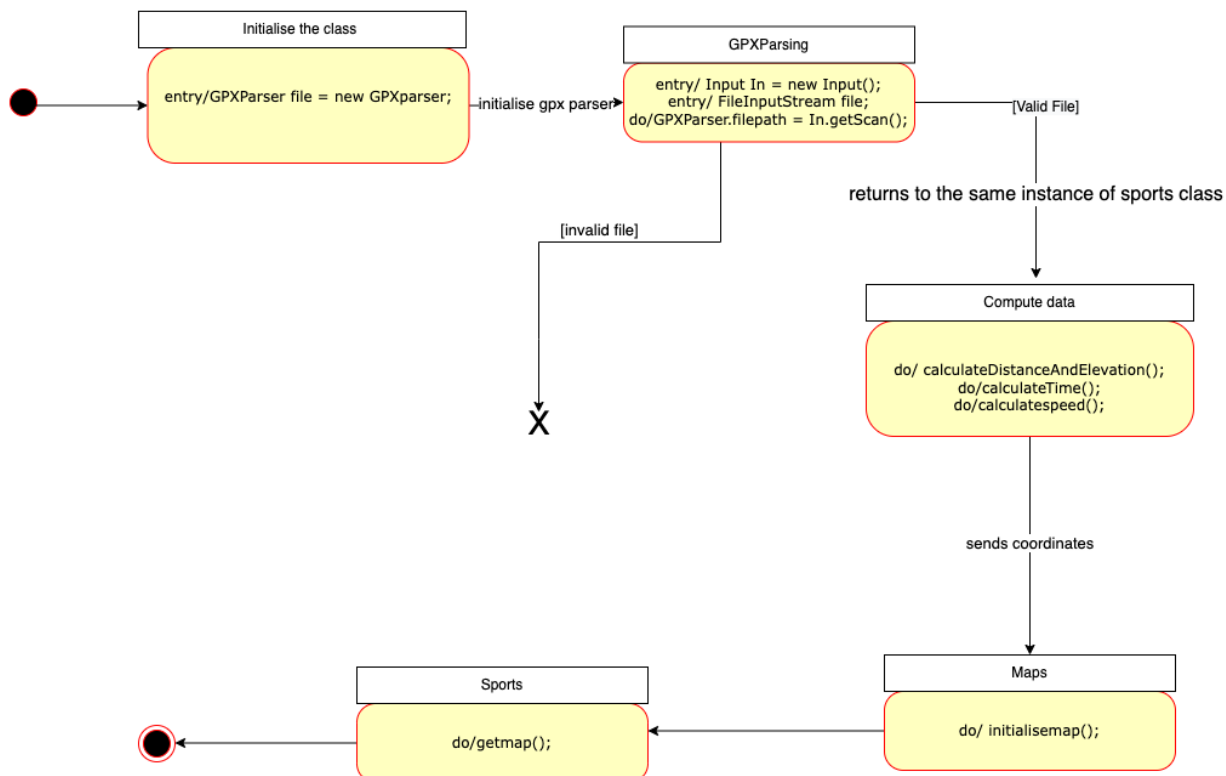 Initialise the class
entry/GPXParser file = new GPXparser;
initialise gpx parser
GPXParsing
entry/ Input In = new Input();
entry/ FileInputStream file;
do/GPXParser.filepath = In.getScan();
[Valid File]
returns to the same instance of sports class
[invalid file]
X
Compute data
do/ calculateDistanceAndElevation();
do/calculateTime();
do/calculatespeed();
sends coordinates
Maps
do/ initialisemap();
Sports
do/getmap();